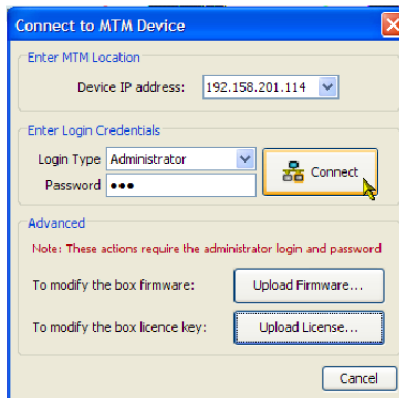 Connect to MTM Device
Enter MTM Location
Device IP address: 192.158.201.114
Enter Login Credentials
Login Type Administrator
Password •••
Connect
Advanced
Note: These actions require the administrator login and password
To modify the box firmware: Upload Firmware...
To modify the box licence key: Upload License...
Cancel